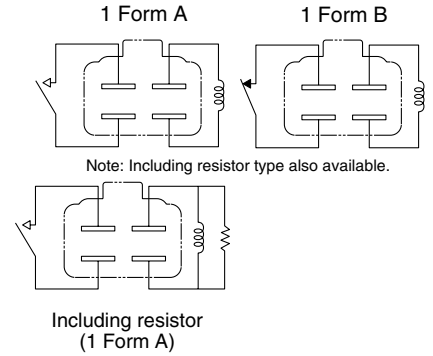 1 Form A
1 Form B
Note: Including resistor type also available.
Including resistor
(1 Form A)